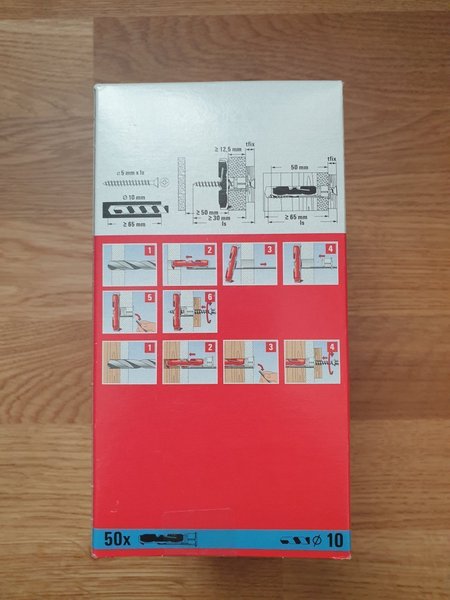 ≥ 12,5 mm tfix
tfix
⌀ 5 mm x ls
50 mm
Ø 10 mm
≥ 65 mm
≥ 50 mm
≥ 30 mm
ls
≥ 65 mm
ls
1 2 3 4
5 6
1 2 3 4
50x Ø 10